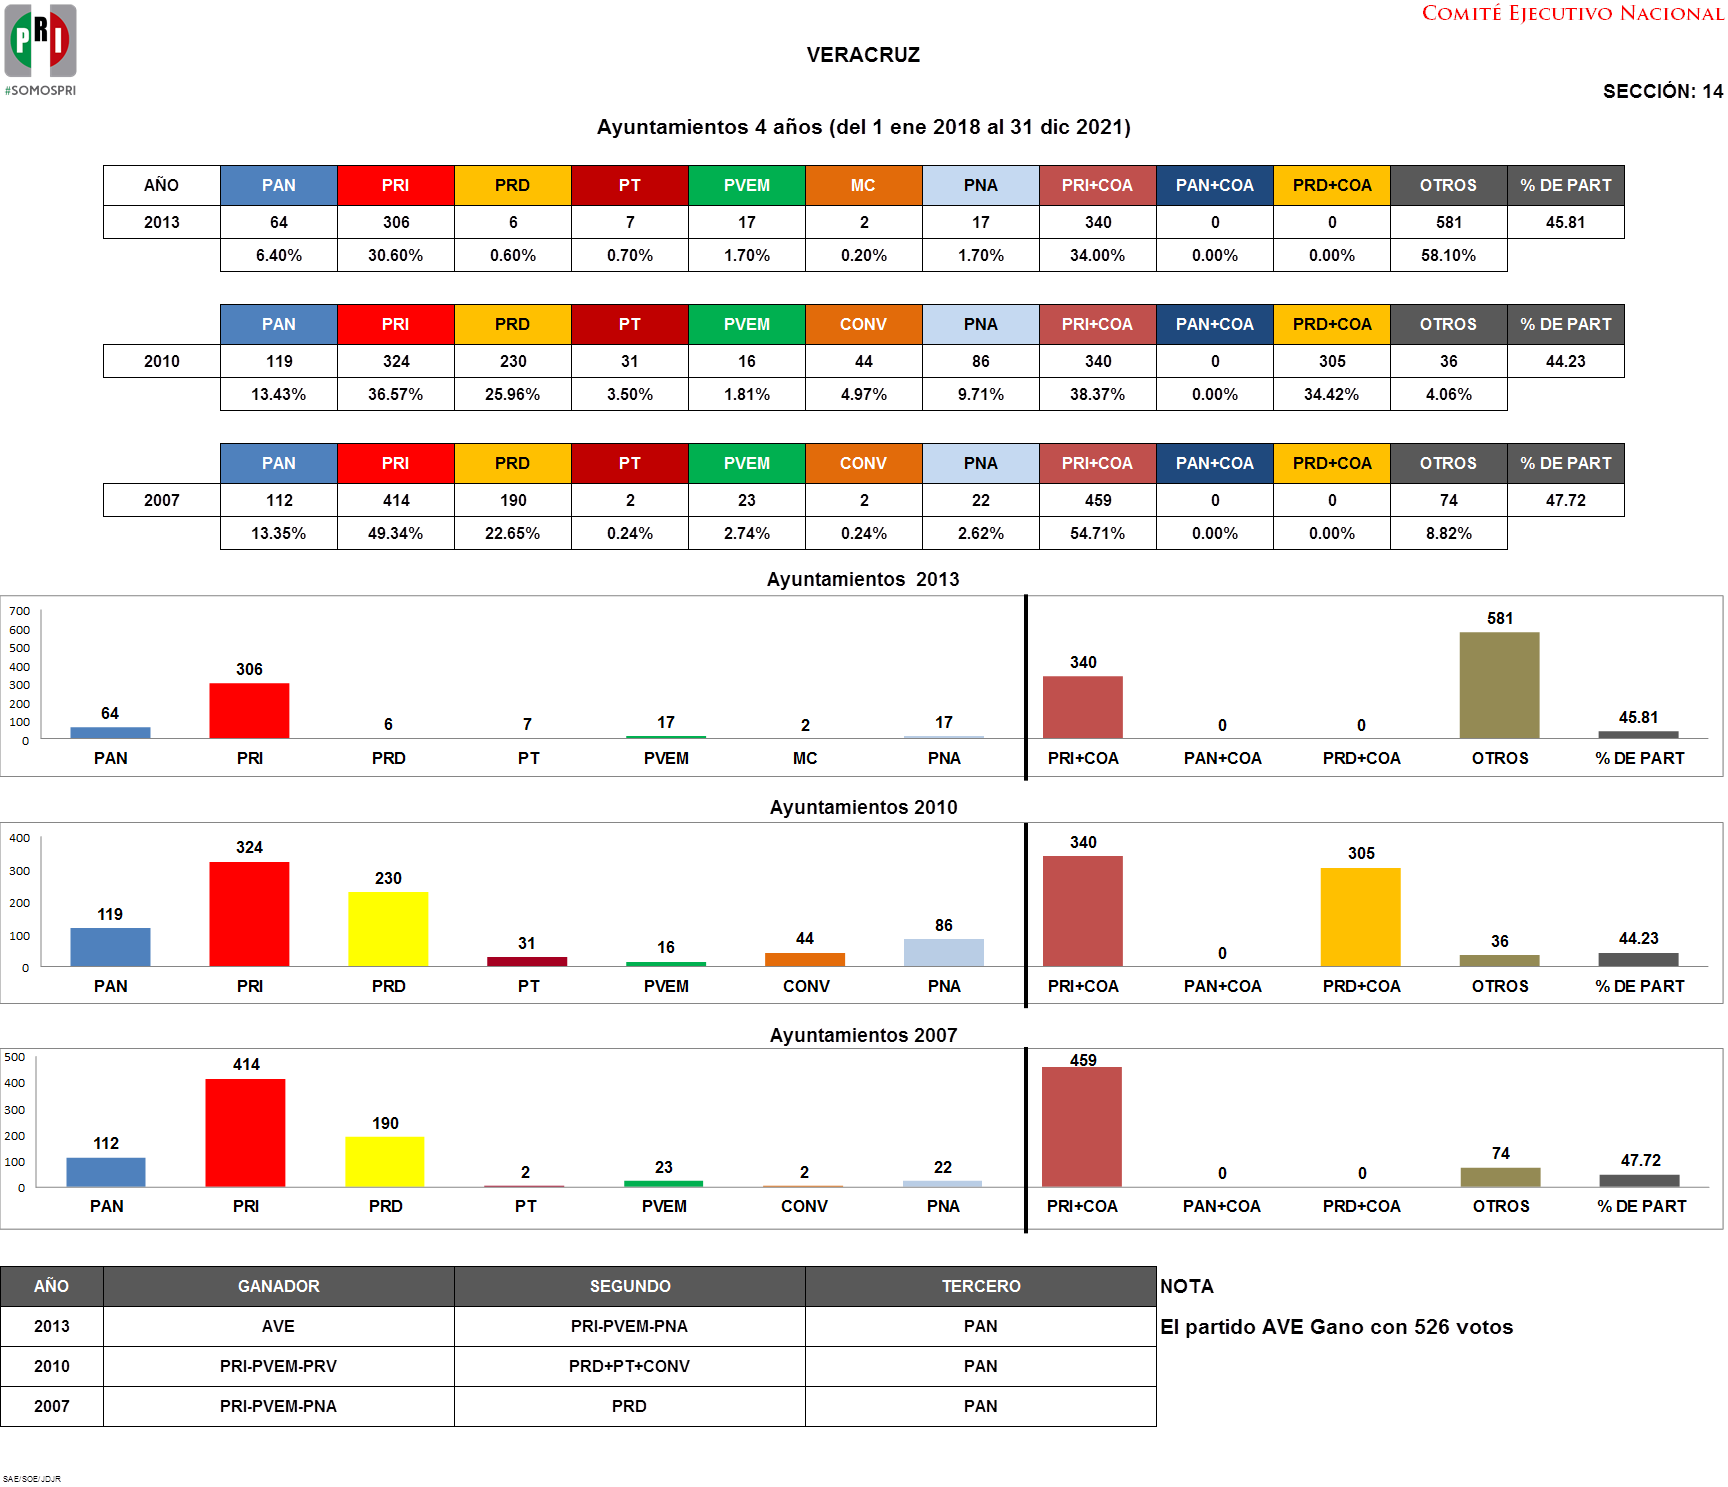 PRI
#SOMOSPRI
COMITÉ EJECUTIVO NACIONAL
VERACRUZ
SECCIÓN: 14
Ayuntamientos 4 años (del 1 ene 2018 al 31 dic 2021)
AÑO PAN PRI PRD PT PVEM MC PNA PRI+COA PAN+COA PRD+COA OTROS % DE PART
2013 64 306 6 7 17 2 17 340 0 0 581 45.81
6.40% 30.60% 0.60% 0.70% 1.70% 0.20% 1.70% 34.00% 0.00% 0.00% 58.10%
PAN PRI PRD PT PVEM CONV PNA PRI+COA PAN+COA PRD+COA OTROS % DE PART
2010 119 324 230 31 16 44 86 340 0 305 36 44.23
13.43% 36.57% 25.96% 3.50% 1.81% 4.97% 9.71% 38.37% 0.00% 34.42% 4.06%
PAN PRI PRD PT PVEM CONV PNA PRI+COA PAN+COA PRD+COA OTROS % DE PART
2007 112 414 190 2 23 2 22 459 0 0 74 47.72
13.35% 49.34% 22.65% 0.24% 2.74% 0.24% 2.62% 54.71% 0.00% 0.00% 8.82%
Ayuntamientos 2013
700
600
500
400
300
200
100
0
64 306 6 7 17 2 17 340 0 0 581 45.81
PAN PRI PRD PT PVEM MC PNA PRI+COA PAN+COA PRD+COA OTROS % DE PART
Ayuntamientos 2010
400
300
200
100
0
119 324 230 31 16 44 86 340 0 305 36 44.23
PAN PRI PRD PT PVEM CONV PNA PRI+COA PAN+COA PRD+COA OTROS % DE PART
Ayuntamientos 2007
500
400
300
200
100
0
112 414 190 2 23 2 22 459 0 0 74 47.72
PAN PRI PRD PT PVEM CONV PNA PRI+COA PAN+COA PRD+COA OTROS % DE PART
AÑO GANADOR SEGUNDO TERCERO NOTA
2013 AVE PRI-PVEM-PNA PAN El partido AVE Gano con 526 votos
2010 PRI-PVEM-PRV PRD+PT+CONV PAN
2007 PRI-PVEM-PNA PRD PAN
SAE/SOE/JDJR